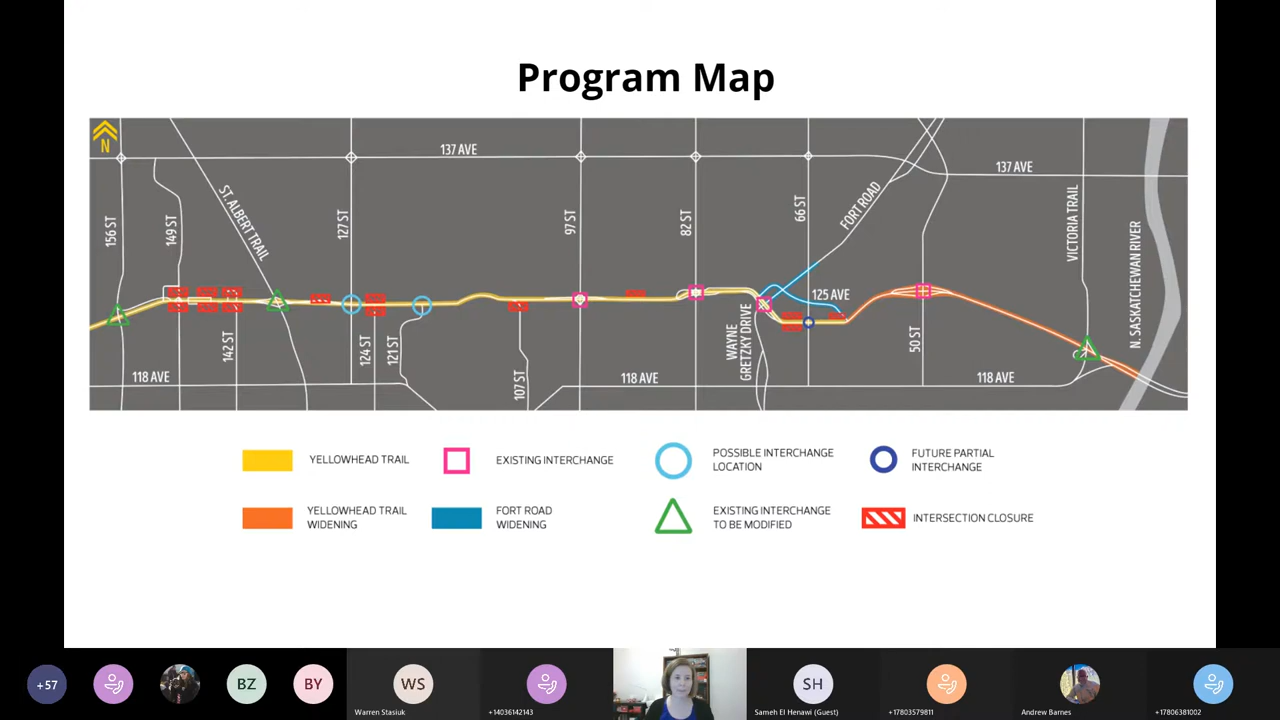 Program Map
N
137 AVE
137 AVE
156 ST
149 ST
ST. ALBERT TRAIL
127 ST
97 ST
82 ST
66 ST
FORT ROAD
VICTORIA TRAIL
N. SASKATCHEWAN RIVER
125 AVE
142 ST
124 ST
121 ST
107 ST
WAYNE
GRETZKY DRIVE
50 ST
118 AVE
118 AVE
118 AVE
YELLOWHEAD TRAIL
EXISTING INTERCHANGE
POSSIBLE INTERCHANGE
LOCATION
FUTURE PARTIAL
INTERCHANGE
YELLOWHEAD TRAIL
WIDENING
FORT ROAD
WIDENING
EXISTING INTERCHANGE
TO BE MODIFIED
INTERSECTION CLOSURE
+57
BZ
BY
WS
Warren Stasiuk
+14036142143
SH
Sameh El Henawi (Guest)
+17803579811
Andrew Barnes
+17806381002